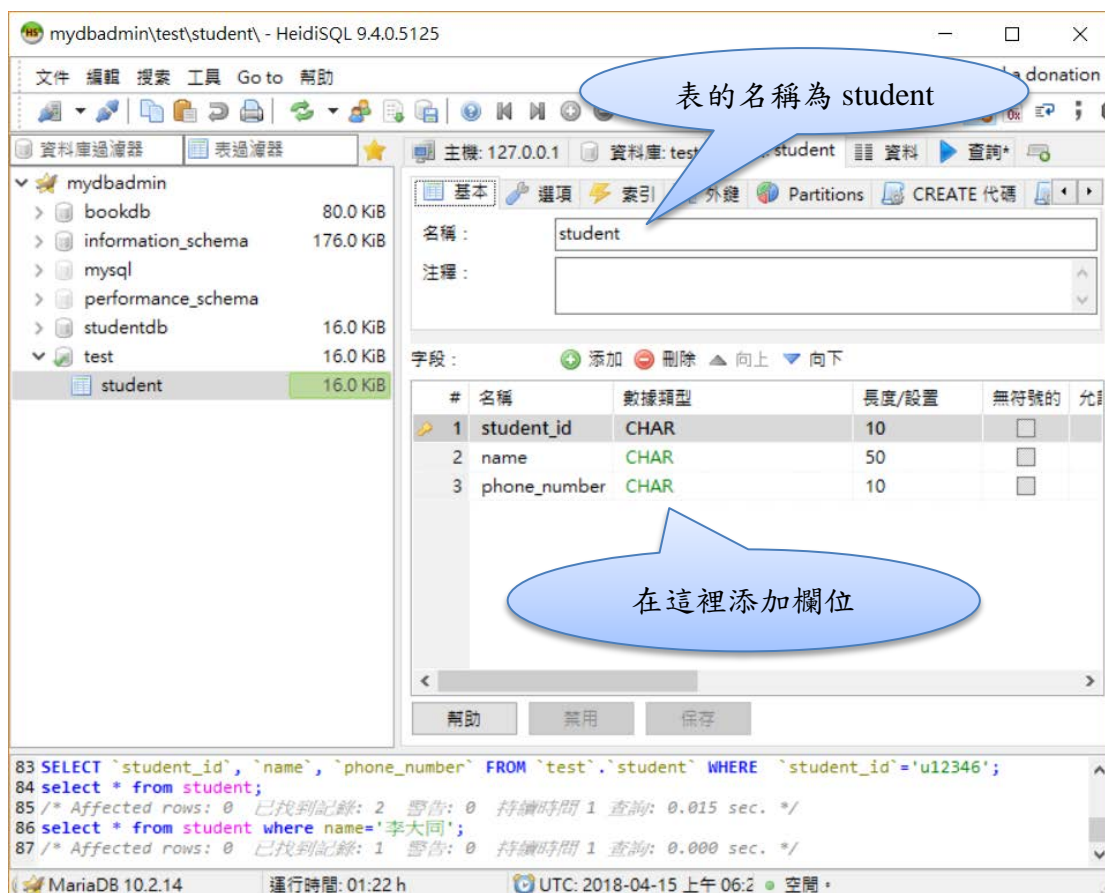 mydbadmin\test\student\ - HeidiSQL 9.4.0.5125
文件 編輯 搜索 工具 Go to 幫助 a donation
表的名稱為 student
資料庫過濾器 表過濾器 主機: 127.0.0.1 資料庫: test student 資料 查詢*
mydbadmin
基本 選項 索引 外鍵 Partitions CREATE 代碼
bookdb 80.0 KiB
information_schema 176.0 KiB
mysql
performance_schema
studentdb 16.0 KiB
test 16.0 KiB
student 16.0 KiB
名稱: student
注釋:
字段: 添加 刪除 向上 向下
# 名稱 數據類型 長度/設置 無符號的
1 student_id CHAR 10
2 name CHAR 50
3 phone_number CHAR 10
在這裡添加欄位
幫助 禁用 保存
83 SELECT `student_id`, `name`, `phone_number` FROM `test`.`student` WHERE `student_id`='u12346';
84 select * from student;
85 /* Affected rows: 0 已找到記錄: 2 警告: 0 持續時間 1 查詢: 0.015 sec. */
86 select * from student where name='李大同';
87 /* Affected rows: 0 已找到記錄: 1 警告: 0 持續時間 1 查詢: 0.000 sec. */
MariaDB 10.2.14 運行時間: 01:22 h UTC: 2018-04-15 上午 06:2 空閒。